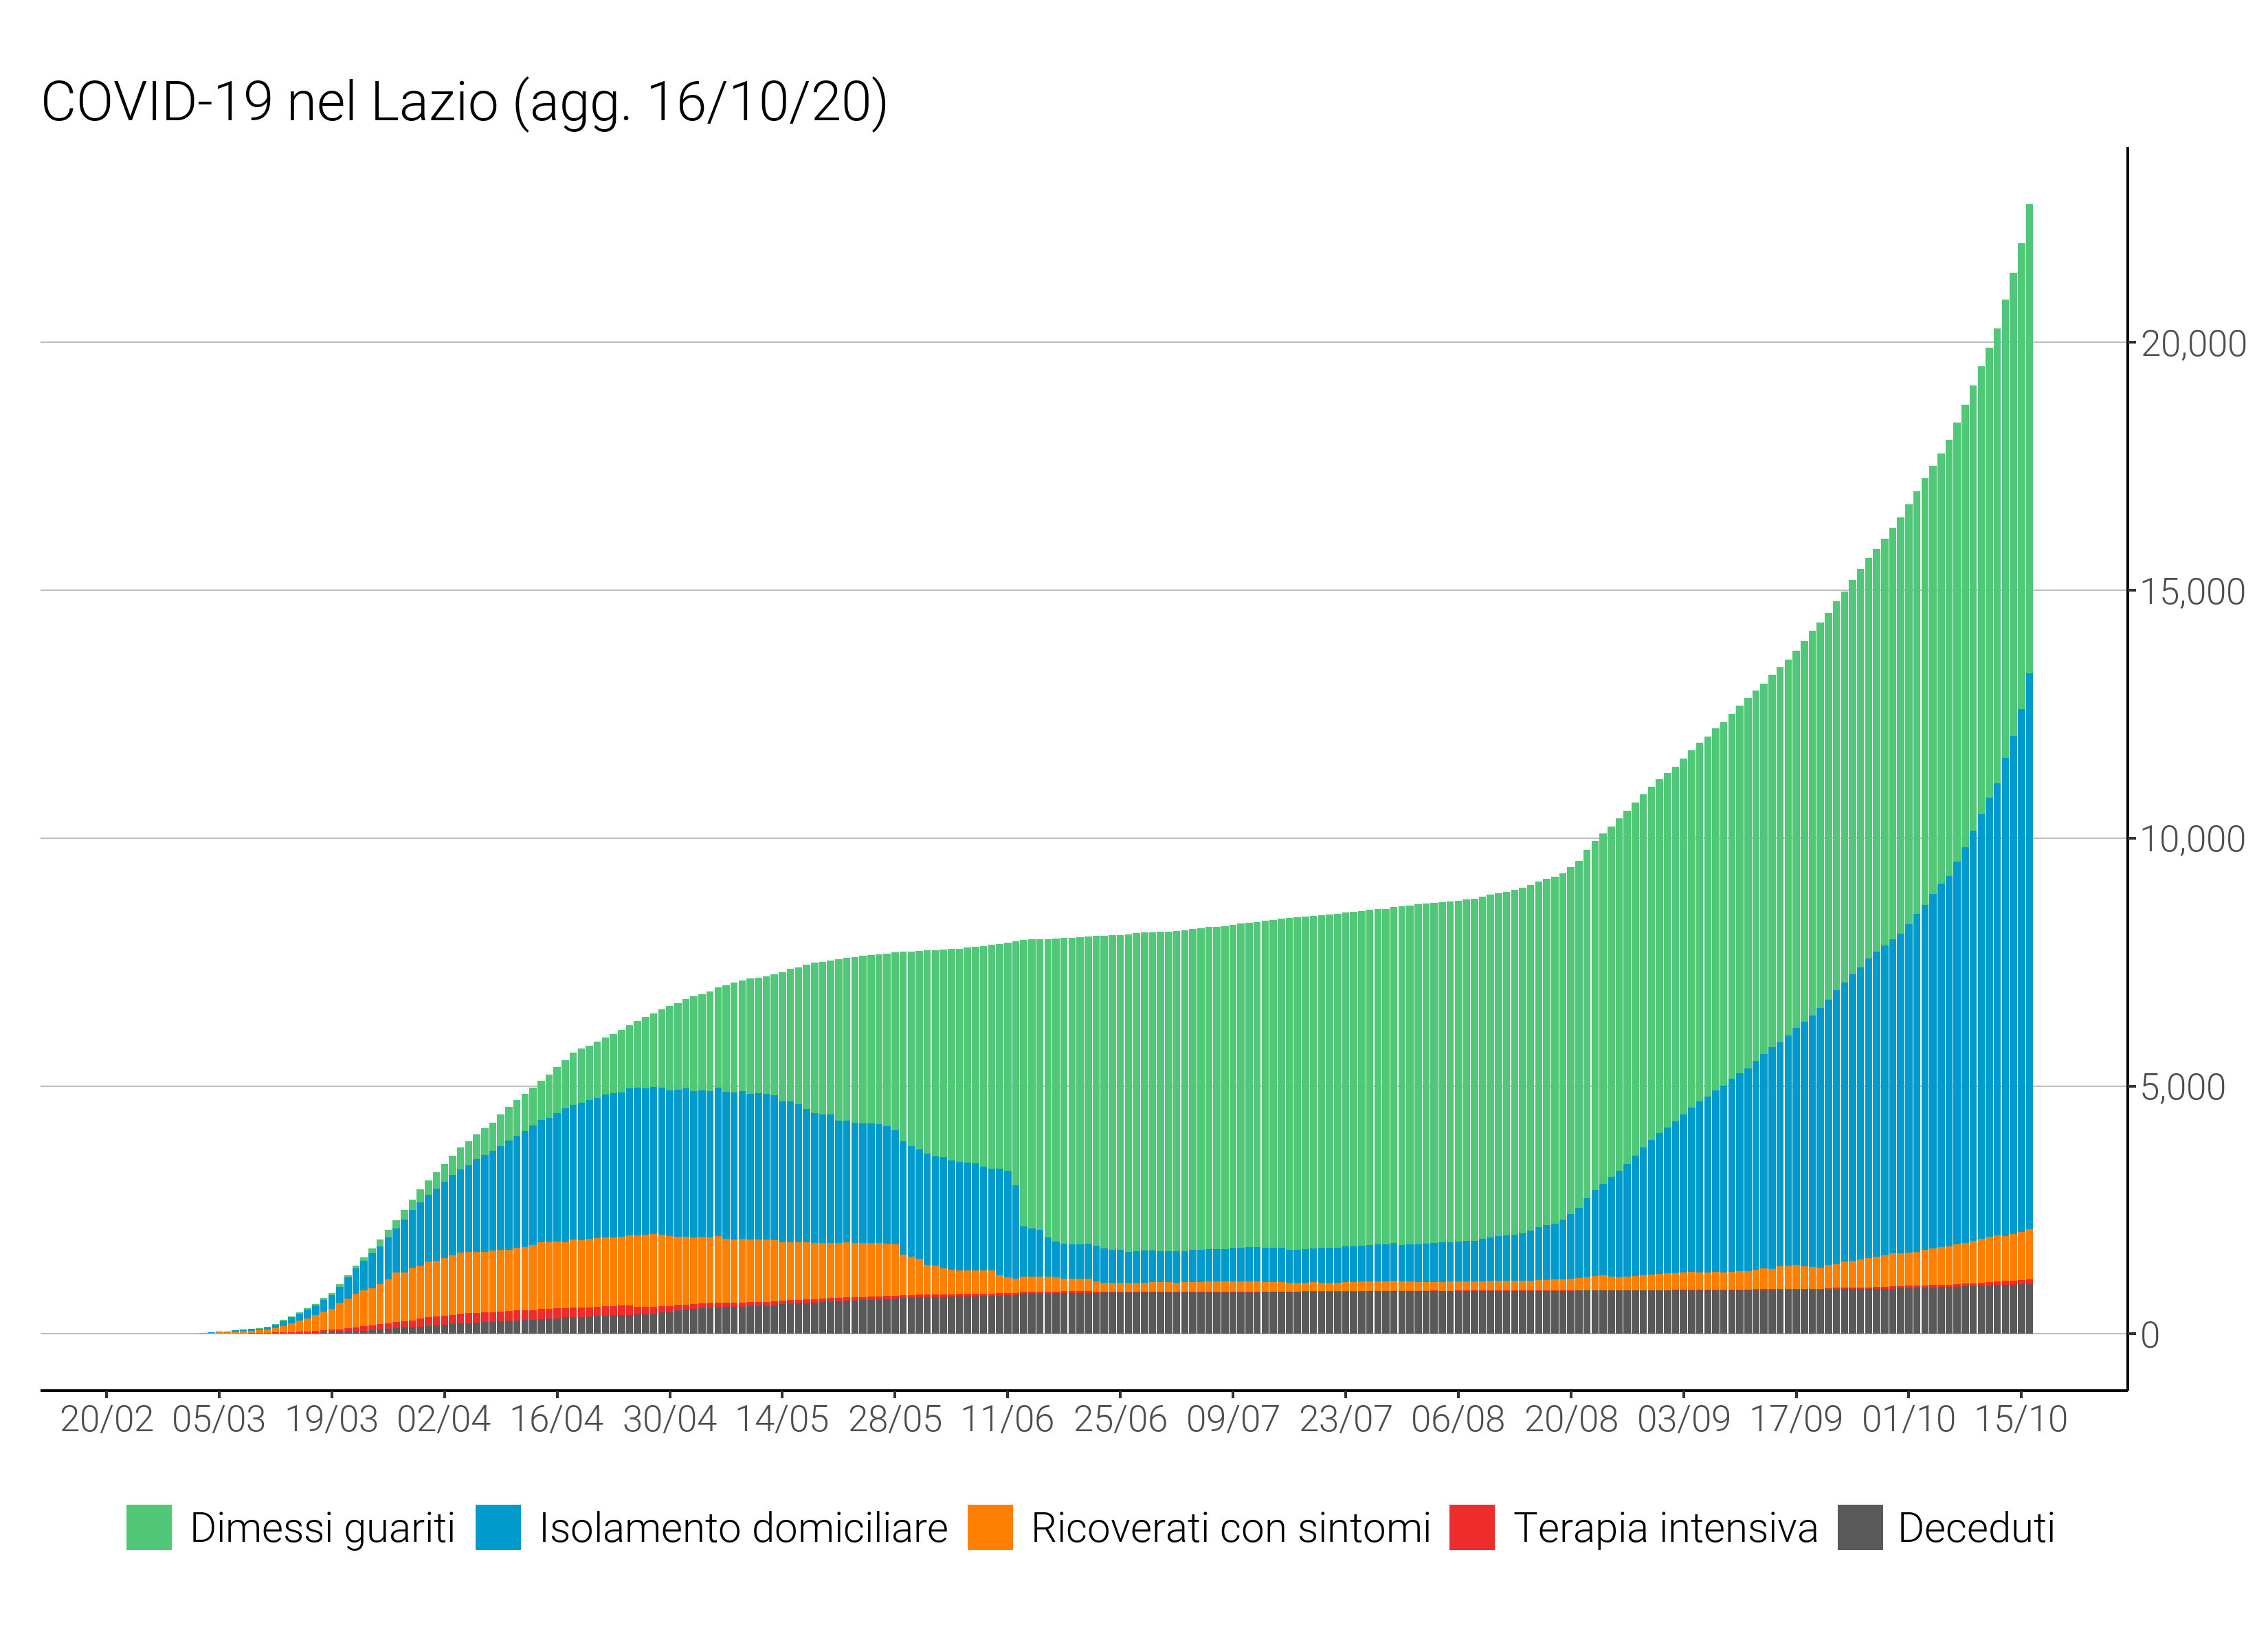 COVID-19 nel Lazio (agg. 16/10/20)
20,000
15,000
10,000
5,000
0
20/02 05/03 19/03 02/04 16/04 30/04 14/05 28/05 11/06 25/06 09/07 23/07 06/08 20/08 03/09 17/09 01/10 15/10
Dimessi guariti Isolamento domiciliare Ricoverati con sintomi Terapia intensiva Deceduti